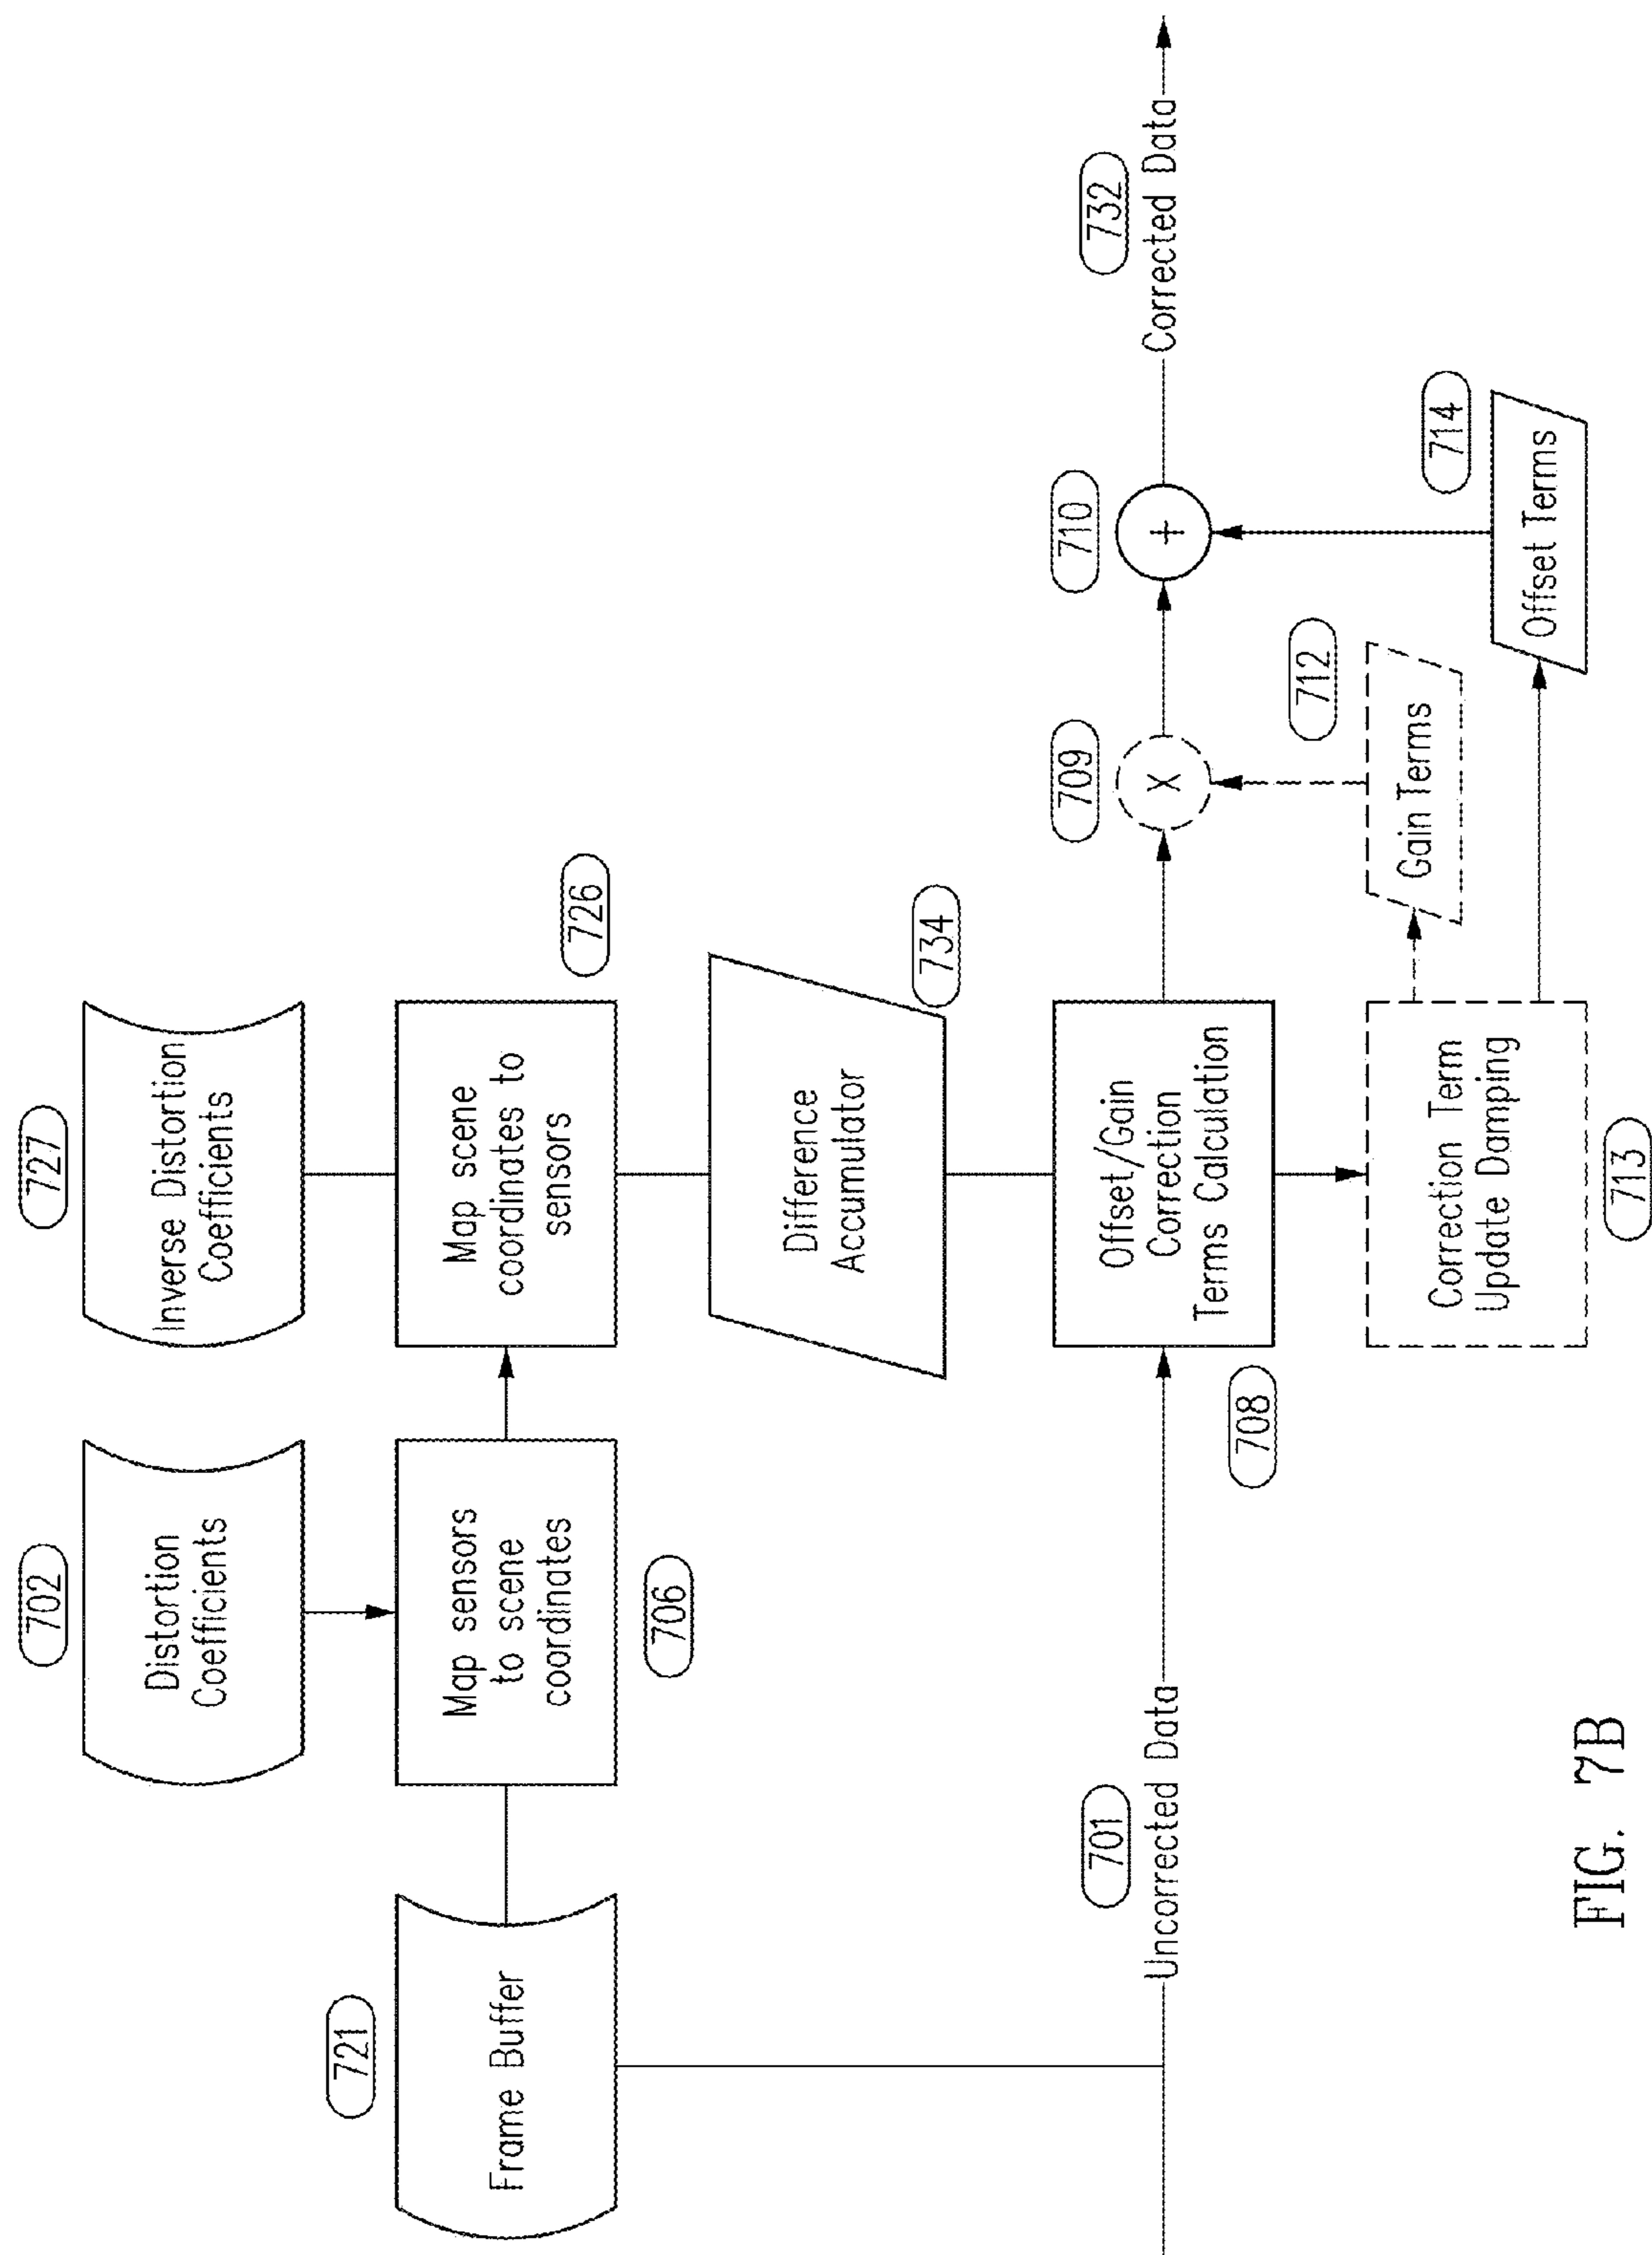 702
727
Distortion
Coefficients
Inverse Distortion
Coefficients
721
Frame Buffer
Map sensors
to scene
coordinates
706
Map scene
coordinates to
sensors
726
Difference
Accumulator
734
701
Uncorrected Data
708
Offset/Gain
Correction
Terms Calculation
709
X
710
+
732
Corrected Data
712
Gain Terms
714
Offset Terms
Correction Term
Update Damping
713
FIG. 7B